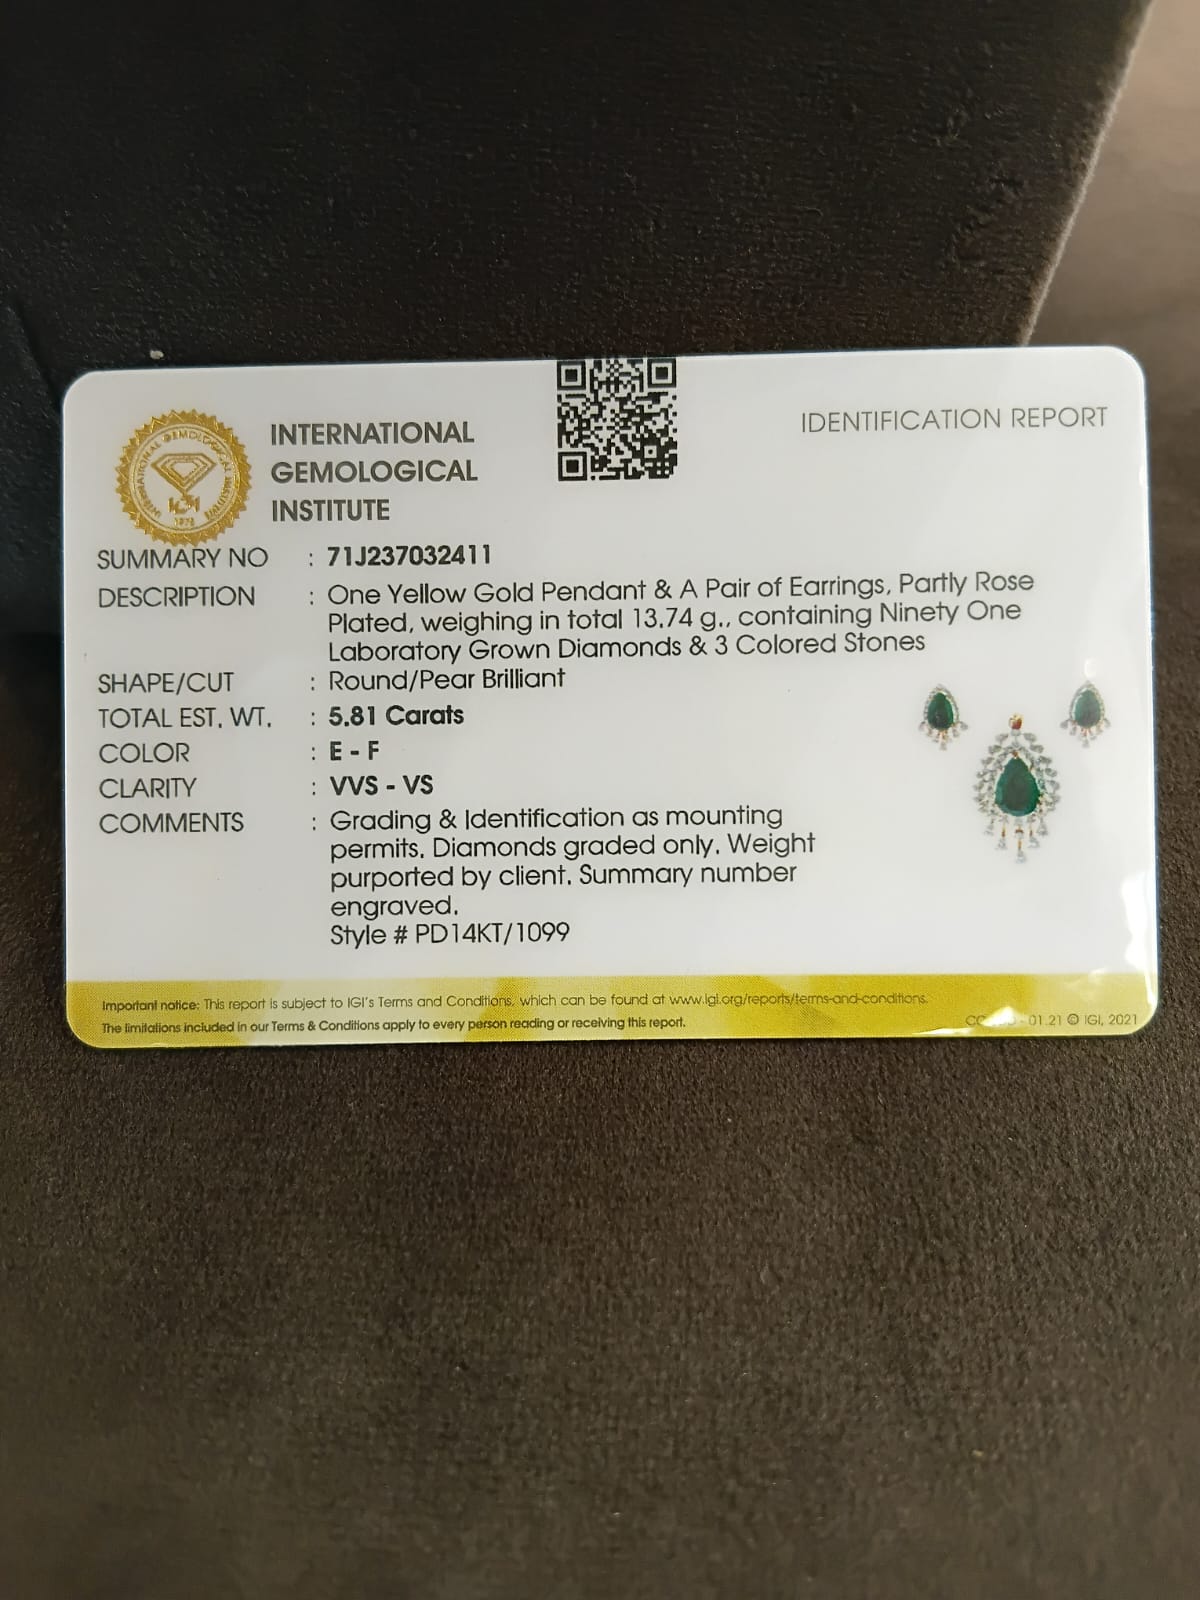 INTERNATIONAL
GEMOLOGICAL
INSTITUTE
IDENTIFICATION REPORT
INTERNATIONAL GEMOLOGICAL INSTITUTE
IGI
1975
SUMMARY NO : 71J237032411
DESCRIPTION : One Yellow Gold Pendant & A Pair of Earrings, Partly Rose
Plated, weighing in total 13.74 g., containing Ninety One
Laboratory Grown Diamonds & 3 Colored Stones
SHAPE/CUT : Round/Pear Brilliant
TOTAL EST. WT. : 5.81 Carats
COLOR : E - F
CLARITY : VVS - VS
COMMENTS : Grading & Identification as mounting
permits. Diamonds graded only. Weight
purported by client. Summary number
engraved.
Style # PD14KT/1099
Important notice: This report is subject to IGI's Terms and Conditions, which can be found at www.igi.org/reports/terms-and-conditions.
The limitations included in our Terms & Conditions apply to every person reading or receiving this report.
- 01.21 © IGI, 2021